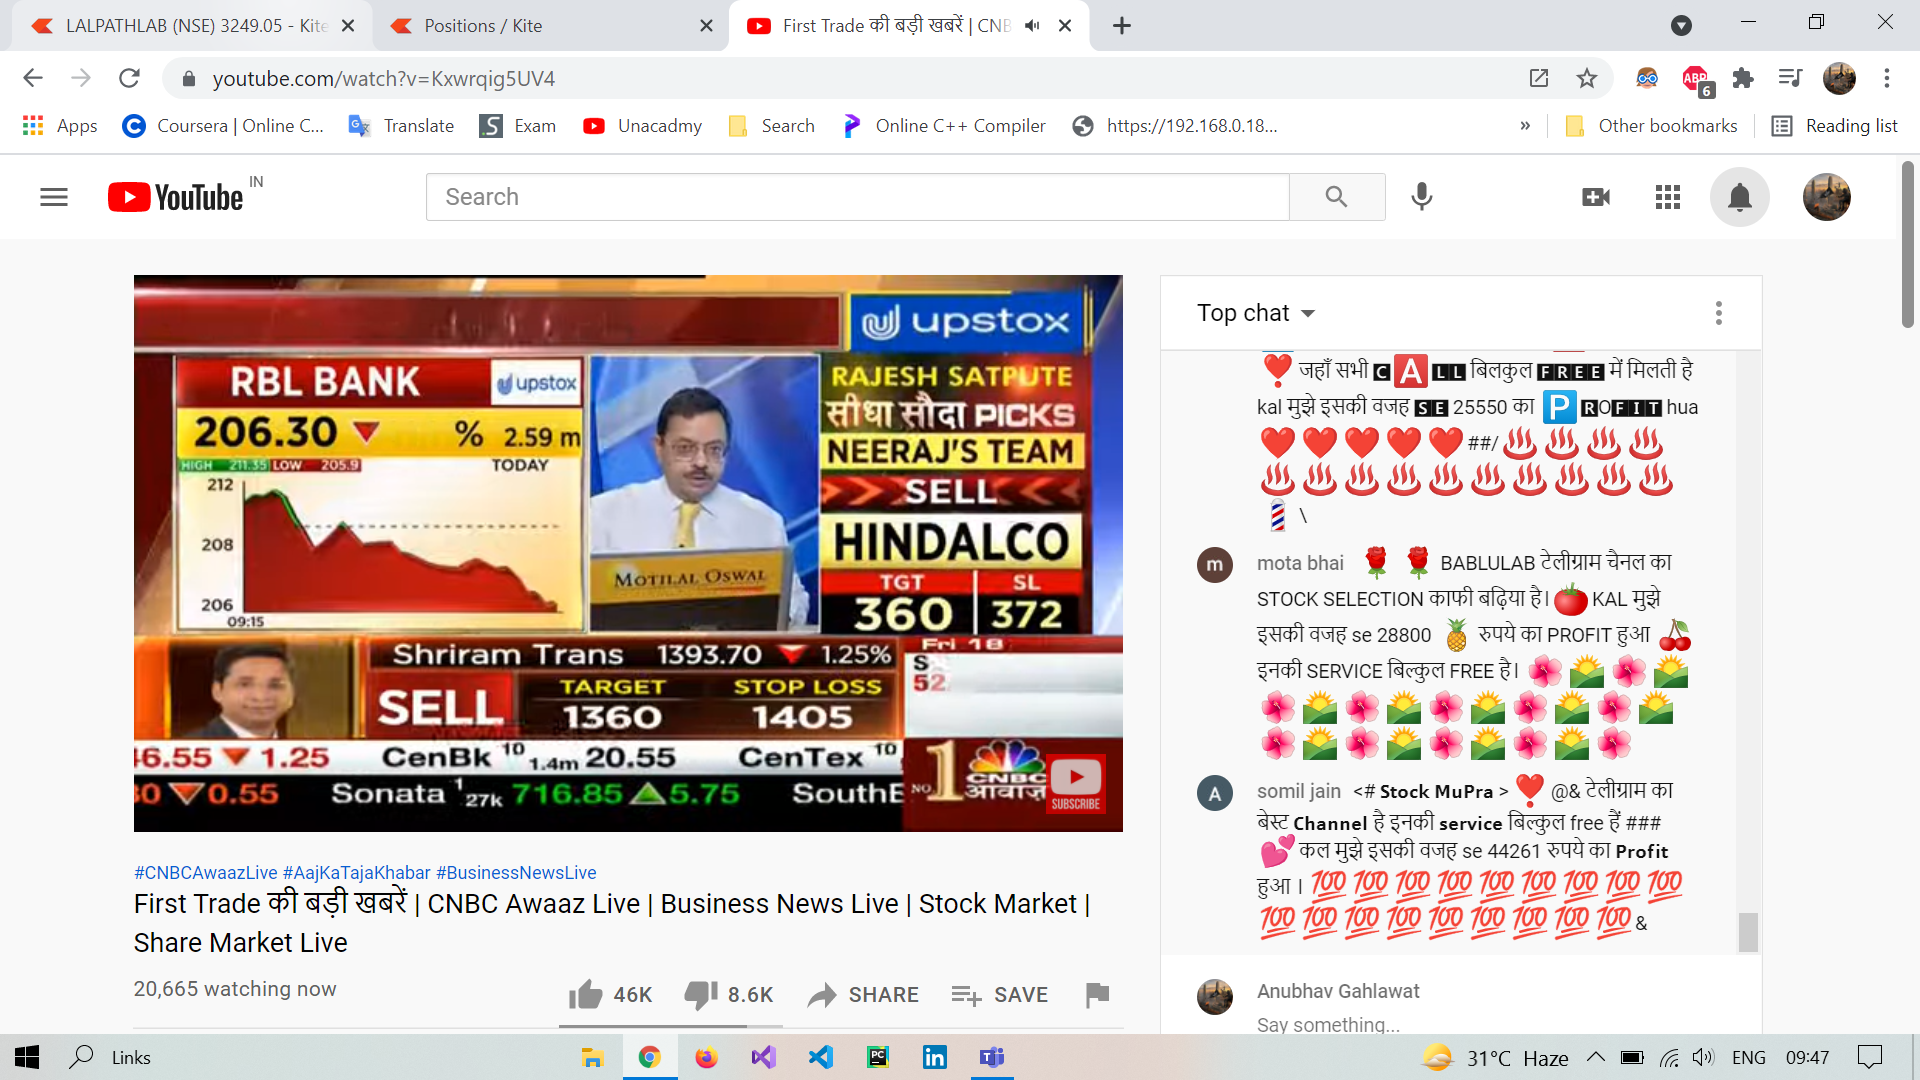 LALPATHLAB (NSE) 3249.05 - Kite
Positions / Kite
First Trade की बड़ी खबरें | CNB
youtube.com/watch?v=Kxwrqig5UV4
ABP
6
Apps
Coursera | Online C...
Translate
Exam
Unacadmy
Search
Online C++ Compiler
https://192.168.0.18...
»
Other bookmarks
Reading list
YouTube IN
Search
upstox
RBL BANK
upstox
206.30 % 2.59 m
HIGH 211.35 LOW 205.9 TODAY
212
208
206
09:15
MOTILAL OSWAL
RAJESH SATPUTE
सीधा सौदा PICKS
NEERAJ'S TEAM
SELL
HINDALCO
TGT SL
360 372
Fri 18
Shriram Trans 1393.70 1.25%
SELL
TARGET STOP LOSS
1360 1405
52
46.55 1.25 CenBk 10 1.4m 20.55 CenTex 10
0.55 Sonata 1 27k 716.85 5.75 SouthB
NO. 1 CNBC
आवाज़
SUBSCRIBE
#CNBCAwaazLive #AajKaTajaKhabar #BusinessNewsLive
First Trade की बड़ी खबरें | CNBC Awaaz Live | Business News Live | Stock Market |
Share Market Live
20,665 watching now
46K
8.6K
SHARE
SAVE
Top chat
❣ जहाँ सभी 🅲🅰🅻🅻 बिलकुल 🅵🆁🅴🅴 में मिलती है
kal मुझे इसकी वजह 🆂🅴 25550 का 🅿 🆁O🅵🅸🆃 hua
❤❤❤❤❤##/♨♨♨♨
♨♨♨♨♨♨♨♨♨♨
💈 \
m
mota bhai 🌹 🌹 BABLULAB टेलीग्राम चैनल का
STOCK SELECTION काफी बढ़िया है। 🍅 KAL मुझे
इसकी वजह se 28800 🍍 रुपये का PROFIT हुआ 🍒
इनकी SERVICE बिल्कुल FREE है। 🌺🌄🌺🌄
🌺🌄🌺🌄🌺🌄🌺🌄🌺🌄
🌺🌄🌺🌄🌺🌄🌺🌄🌺
A
somil jain <# Stock MuPra > ❣ @& टेलीग्राम का
बेस्ट Channel है इनकी service बिल्कुल free हैं ###
💕 कल मुझे इसकी वजह se 44261 रुपये का Profit
हुआ । 💯💯💯💯💯💯💯💯💯
💯💯💯💯💯💯💯💯💯&
Anubhav Gahlawat
Say something...
Links
31°C Haze
ENG
09:47